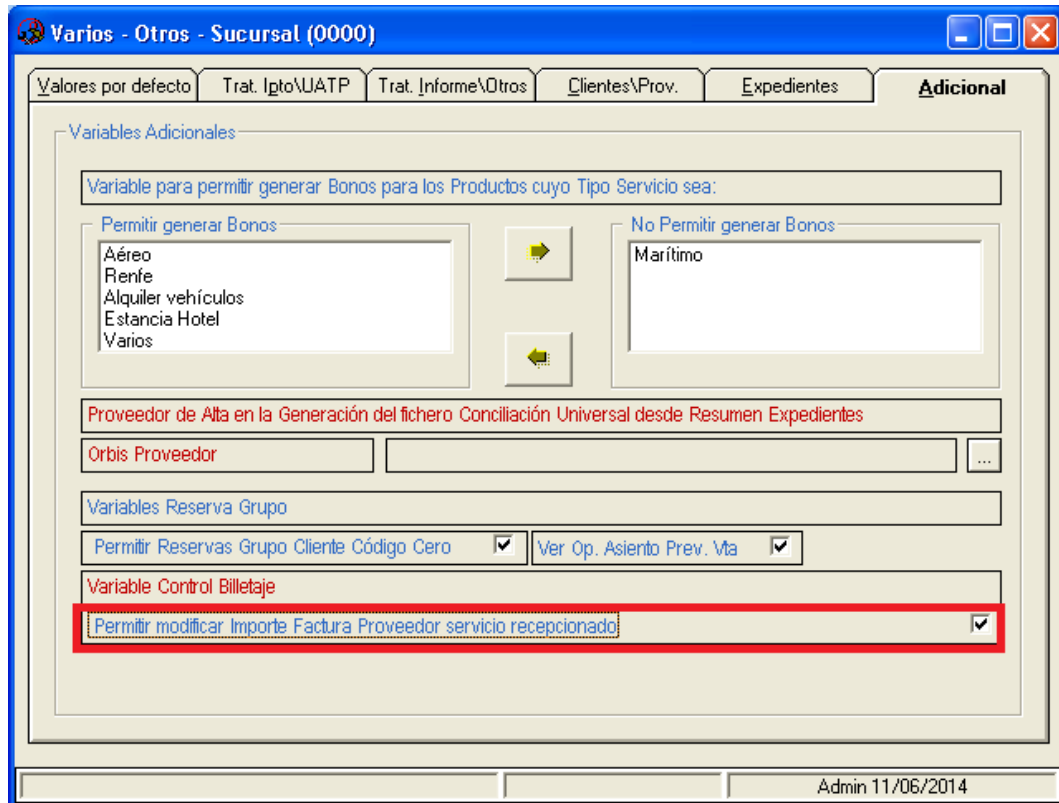 Varios - Otros - Sucursal (0000)
Valores por defecto Trat. Ipto\UATP Trat. Informe\Otros Clientes\Prov. Expedientes Adicional
Variables Adicionales
Variable para permitir generar Bonos para los Productos cuyo Tipo Servicio sea:
Permitir generar Bonos No Permitir generar Bonos
Aéreo Marítimo
Renfe
Alquiler vehículos
Estancia Hotel
Varios
Proveedor de Alta en la Generación del fichero Conciliación Universal desde Resumen Expedientes
Orbis Proveedor ...
Variables Reserva Grupo
Permitir Reservas Grupo Cliente Código Cero Ver Op. Asiento Prev. Vta
Variable Control Billetaje
Permitir modificar Importe Factura Proveedor servicio recepcionado
Admin 11/06/2014